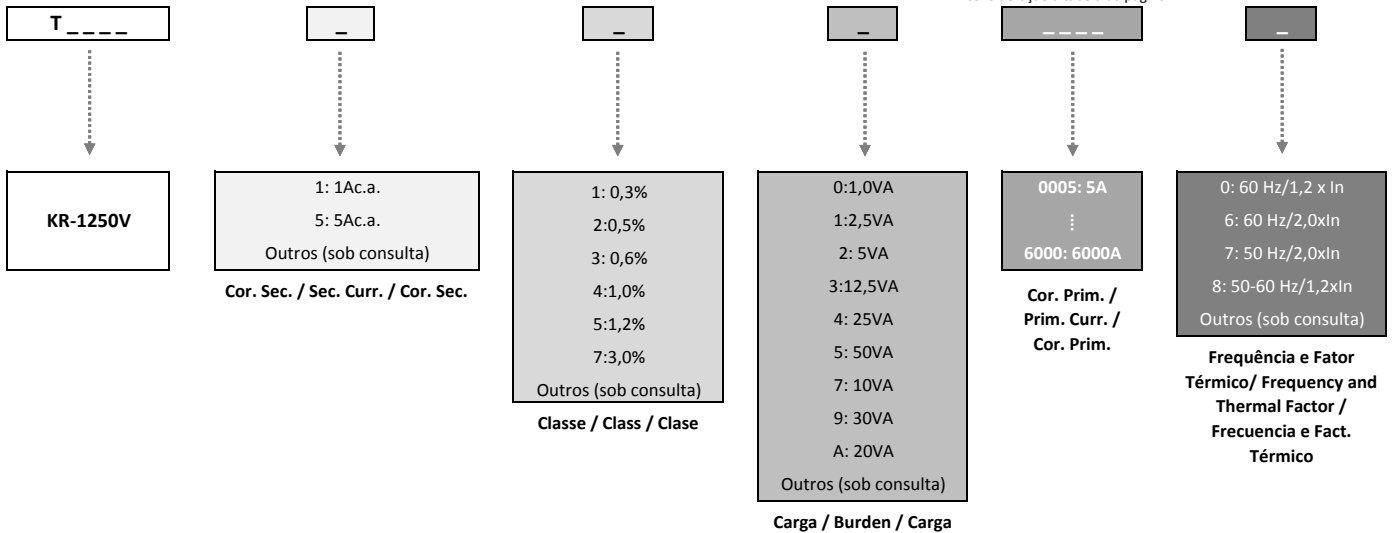 T _ _ _ _
_
_
_
_ _ _ _
_
KR-1250V
1: 1Ac.a.
5: 5Ac.a.
Outros (sob consulta)
Cor. Sec. / Sec. Curr. / Cor. Sec.
1: 0,3%
2:0,5%
3: 0,6%
4:1,0%
5:1,2%
7:3,0%
Outros (sob consulta)
Classe / Class / Clase
0:1,0VA
1:2,5VA
2: 5VA
3:12,5VA
4: 25VA
5: 50VA
7: 10VA
9: 30VA
A: 20VA
Outros (sob consulta)
Carga / Burden / Carga
0005: 5A
⋮
6000: 6000A
Cor. Prim. /
Prim. Curr. /
Cor. Prim.
0: 60 Hz/1,2 x In
6: 60 Hz/2,0xIn
7: 50 Hz/2,0xIn
8: 50-60 Hz/1,2xIn
Outros (sob consulta)
Frequência e Fator
Térmico/ Frequency and
Thermal Factor /
Frecuencia e Fact.
Térmico